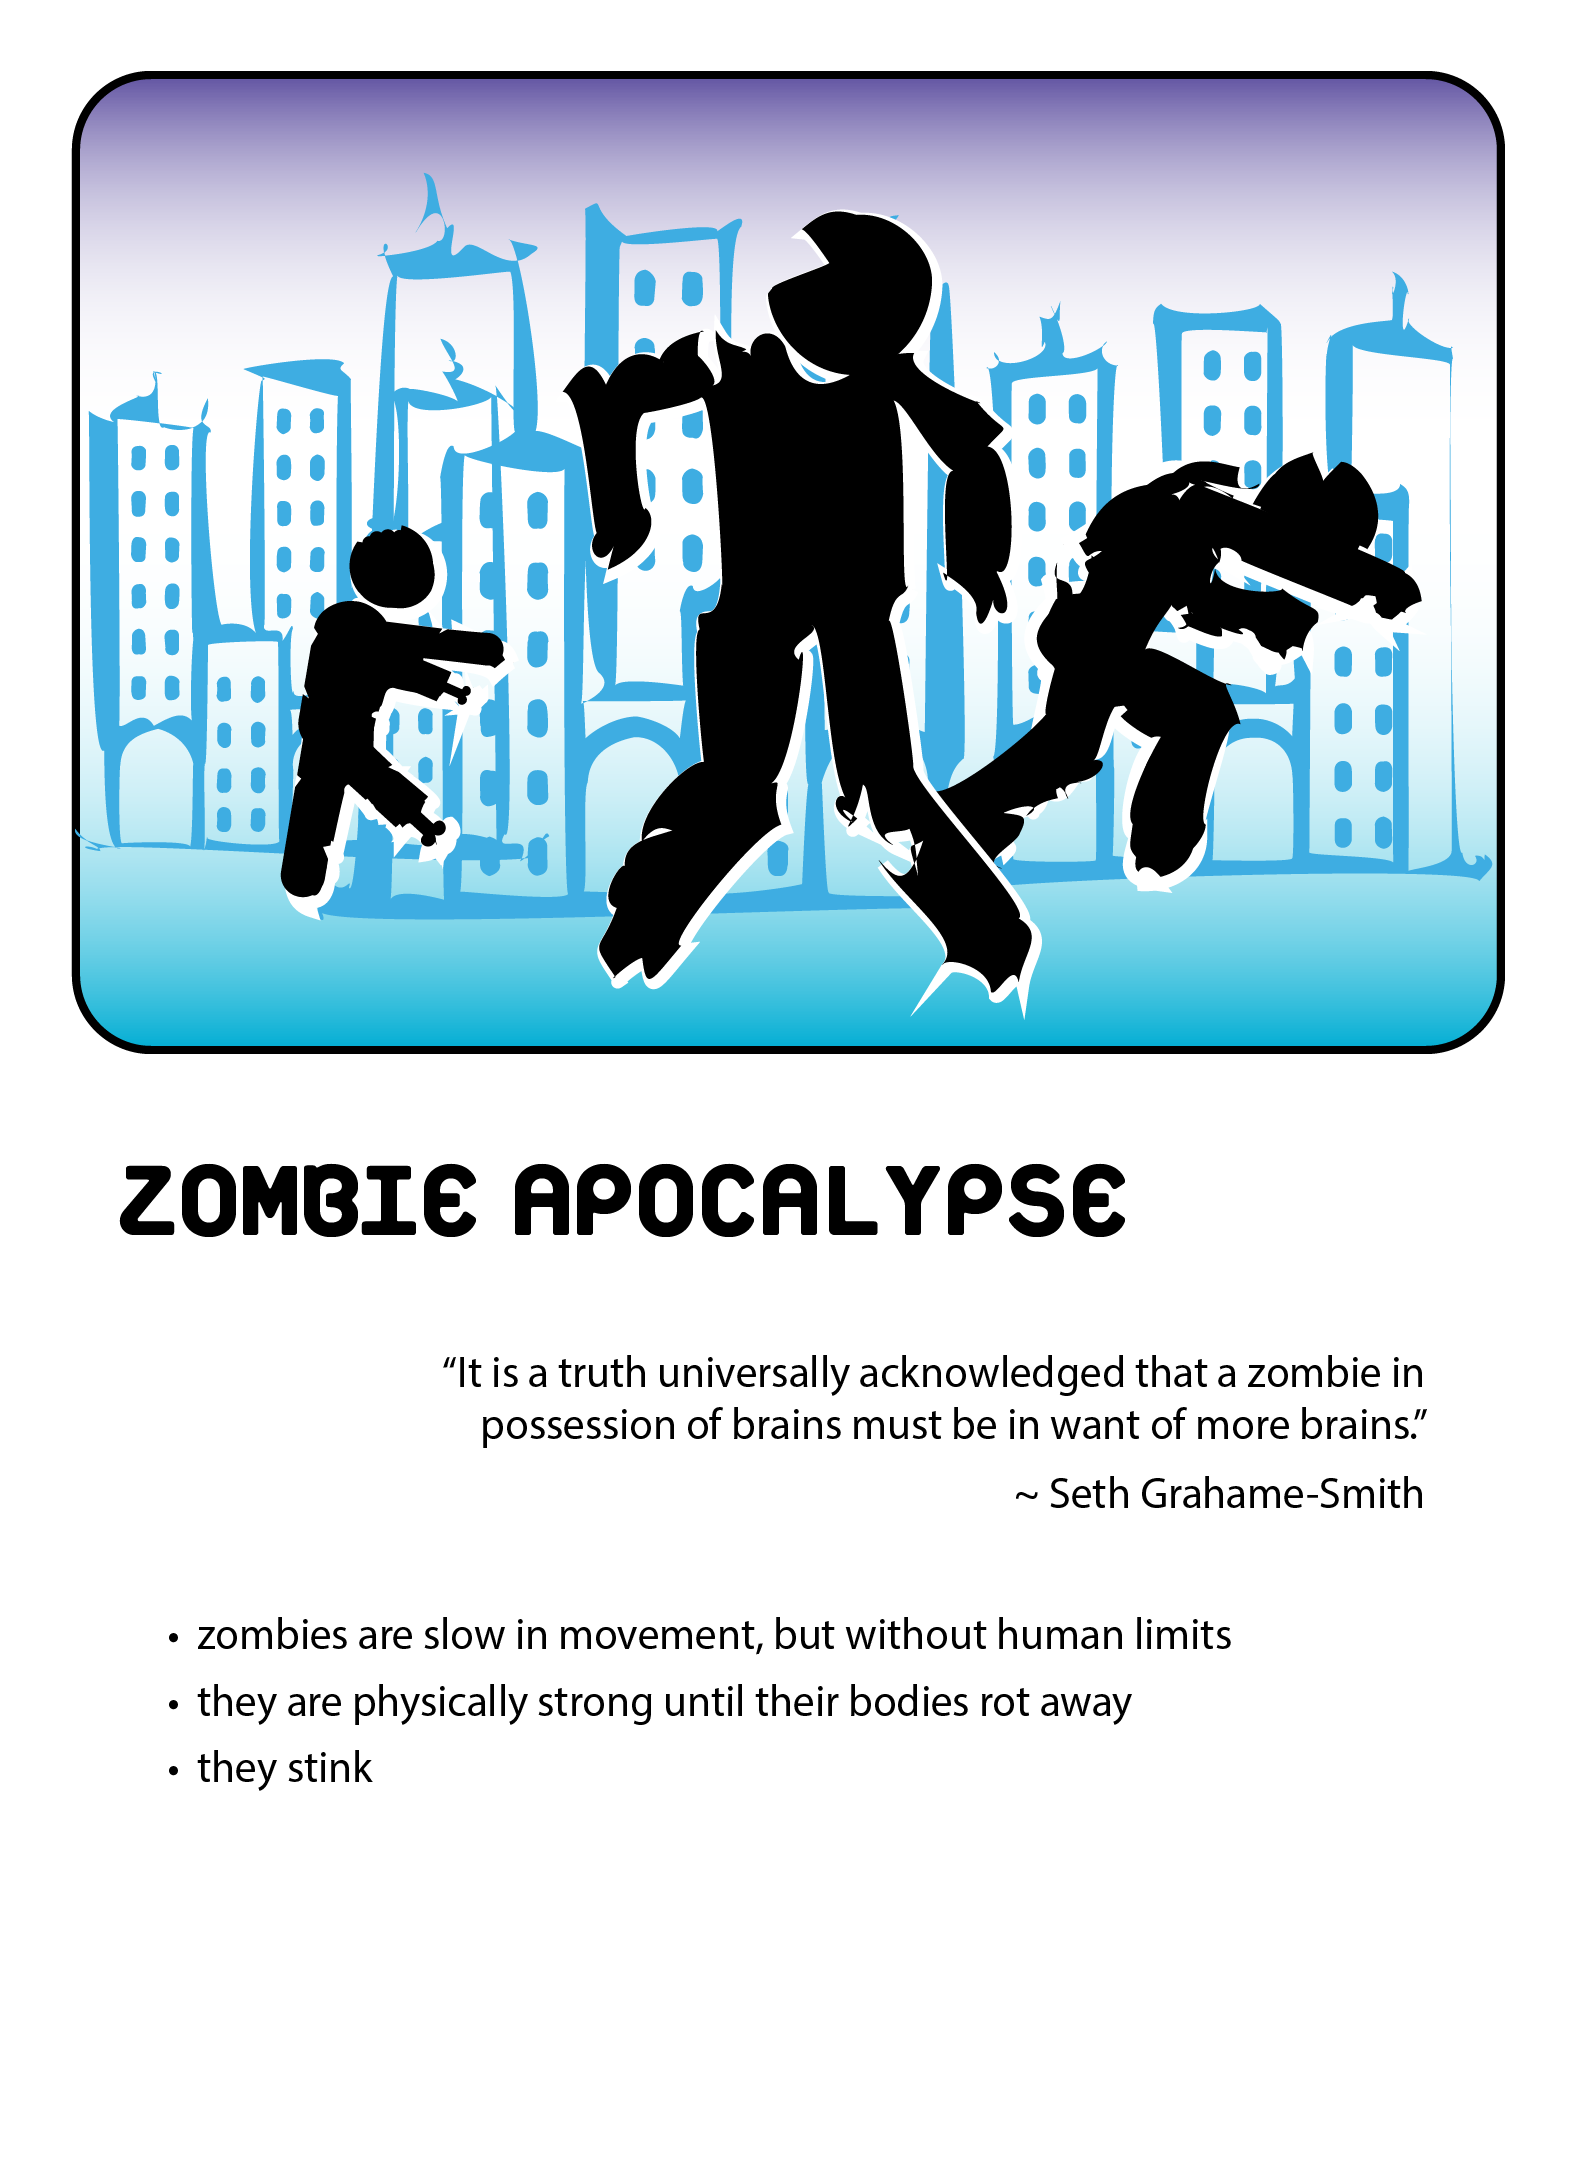 ZOMBIE APOCALYPSE
“It is a truth universally acknowledged that a zombie in
possession of brains must be in want of more brains.”
~ Seth Grahame-Smith
• zombies are slow in movement, but without human limits
• they are physically strong until their bodies rot away
• they stink